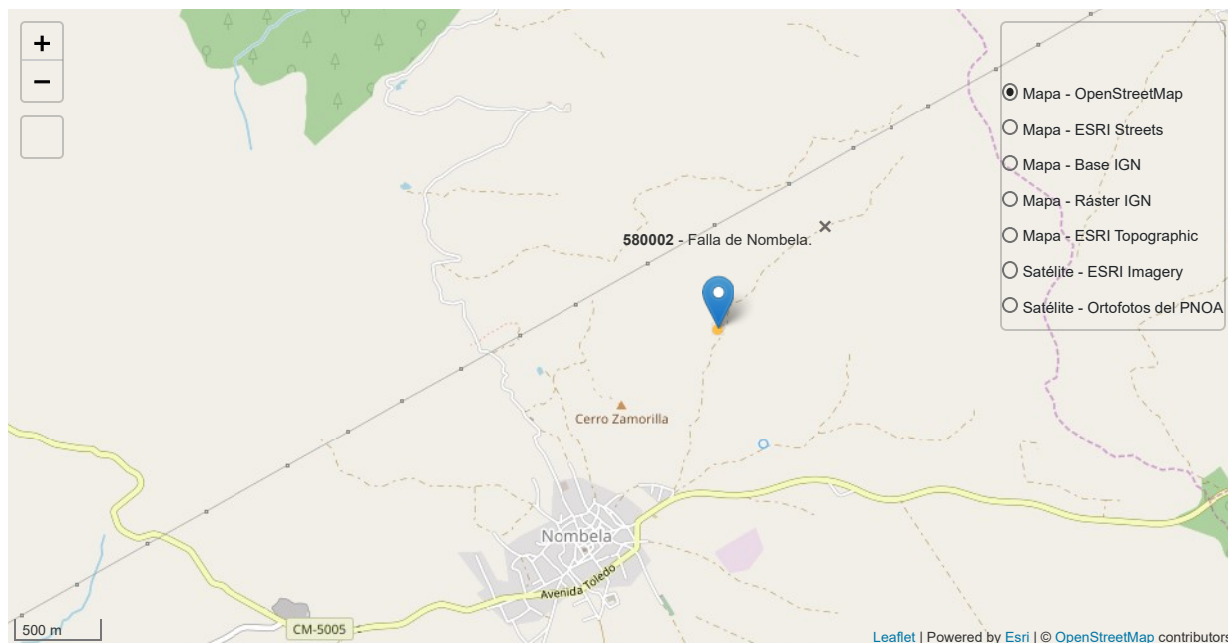 +
−
Mapa - OpenStreetMap
Mapa - ESRI Streets
Mapa - Base IGN
Mapa - Ráster IGN
Mapa - ESRI Topographic
Satélite - ESRI Imagery
Satélite - Ortofotos del PNOA
580002 - Falla de Nombela.
×
Cerro Zamorilla
Nombela
Avenida Toledo
CM-5005
500 m
Leaflet | Powered by Esri | © OpenStreetMap contributor